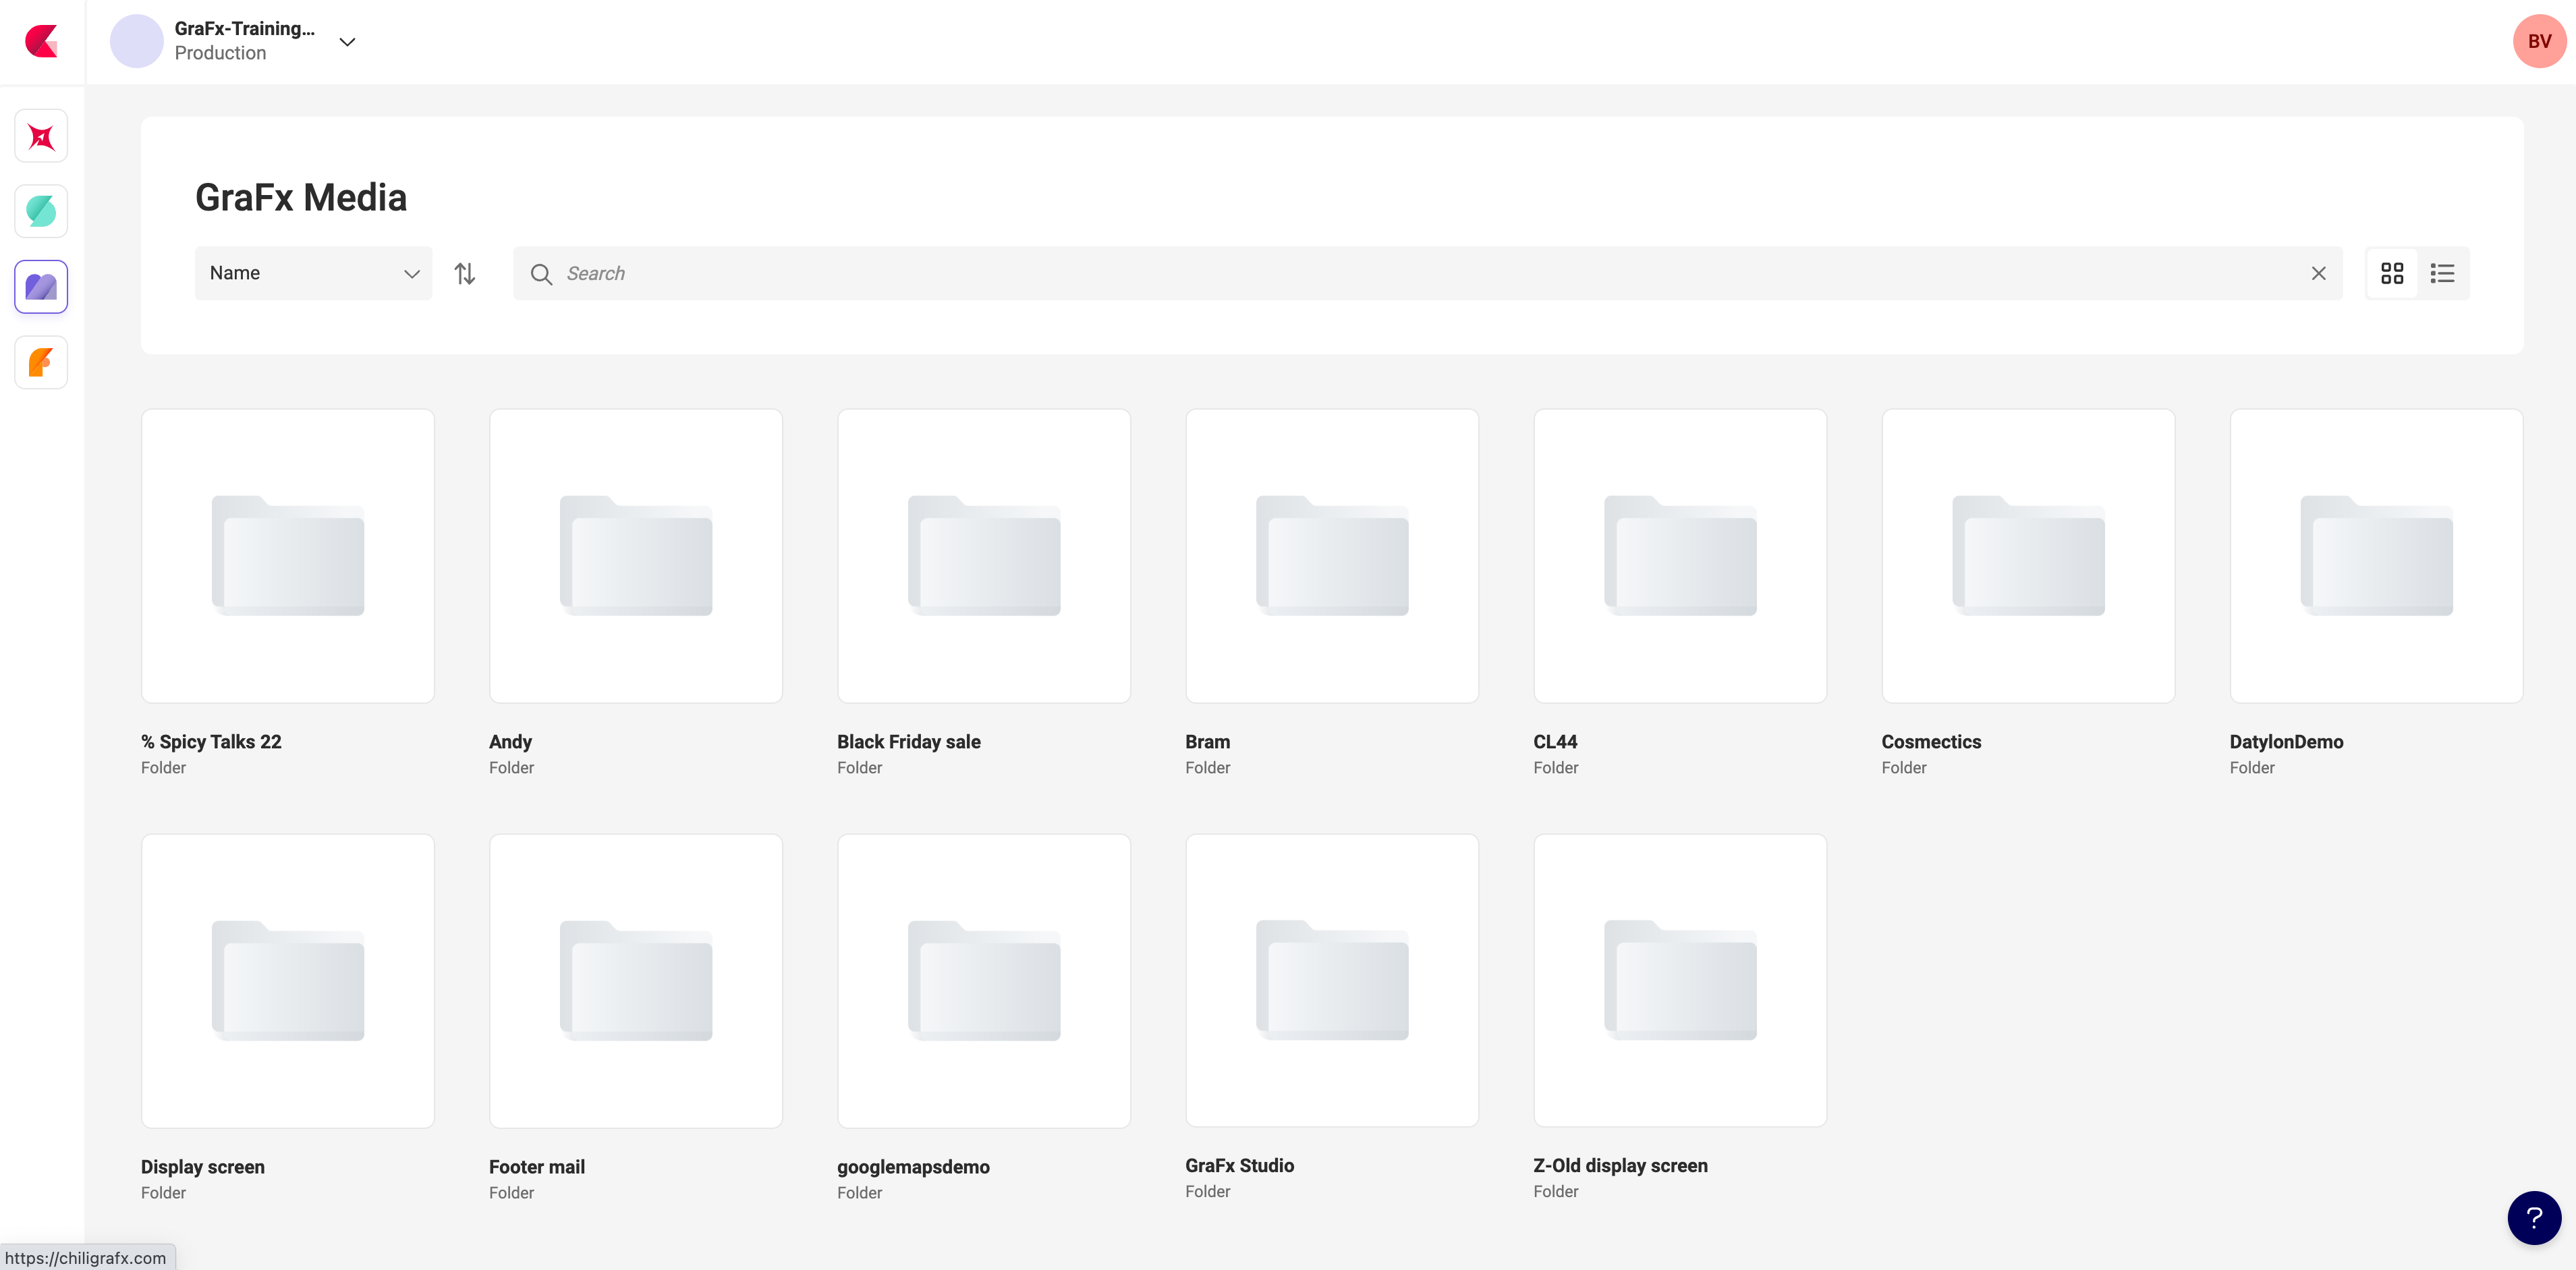 GraFx-Training...
Production
BV
GraFx Media
Name
Search
% Spicy Talks 22
Folder
Andy
Folder
Black Friday sale
Folder
Bram
Folder
CL44
Folder
Cosmectics
Folder
DatylonDemo
Folder
Display screen
Folder
Footer mail
Folder
googlemapsdemo
Folder
GraFx Studio
Folder
Z-Old display screen
Folder
?
https://chiligrafx.com